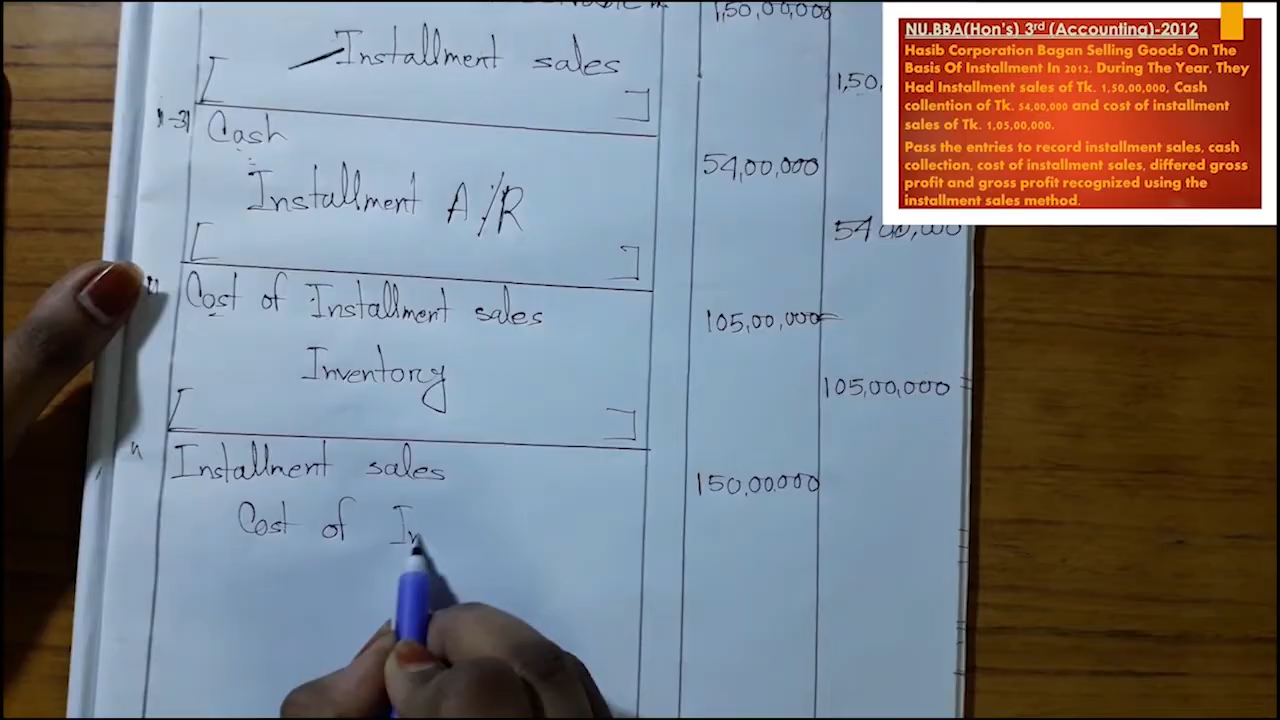 1,50,00,000
Installment sales
1,50,
Cash
54,00,000
Installment A/R
54,00,000
Cost of Installment sales
105,00,000
Inventory
105,00,000
Installment sales
150,00,000
Cost of In
NU.BBA(Hon's) 3rd (Accounting)-2012
Hasib Corporation Bagan Selling Goods On The
Basis Of Installment In 2012. During The Year, They
Had Installment sales of Tk. 1,50,00,000, Cash
collention of Tk. 54,00,000 and cost of installment
sales of Tk. 1,05,00,000.
Pass the entries to record installment sales, cash
collection, cost of installment sales, differed gross
profit and gross profit recognized using the
installment sales method.